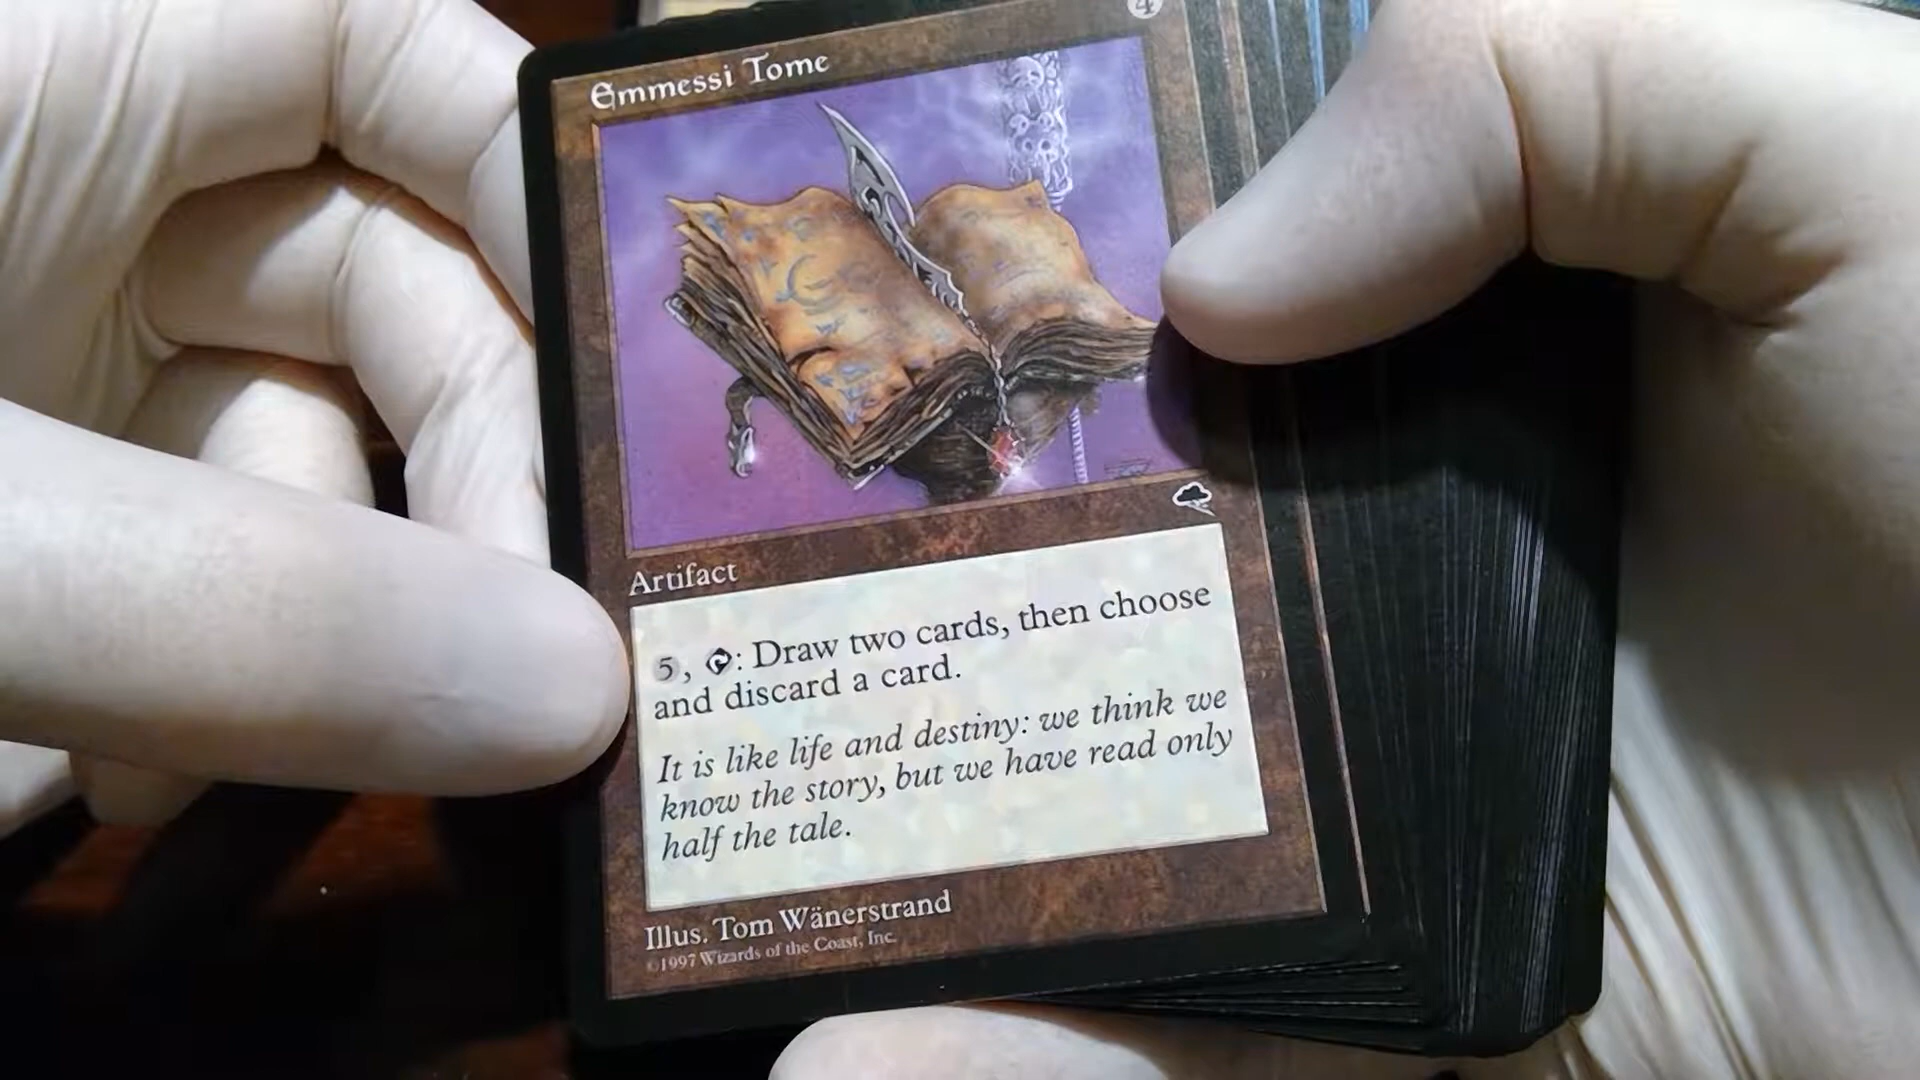 4
Emmessi Tome
Artifact
5, : Draw two cards, then choose
and discard a card.
It is like life and destiny: we think we
know the story, but we have read only
half the tale.
Illus. Tom Wänerstrand
©1997 Wizards of the Coast, Inc.